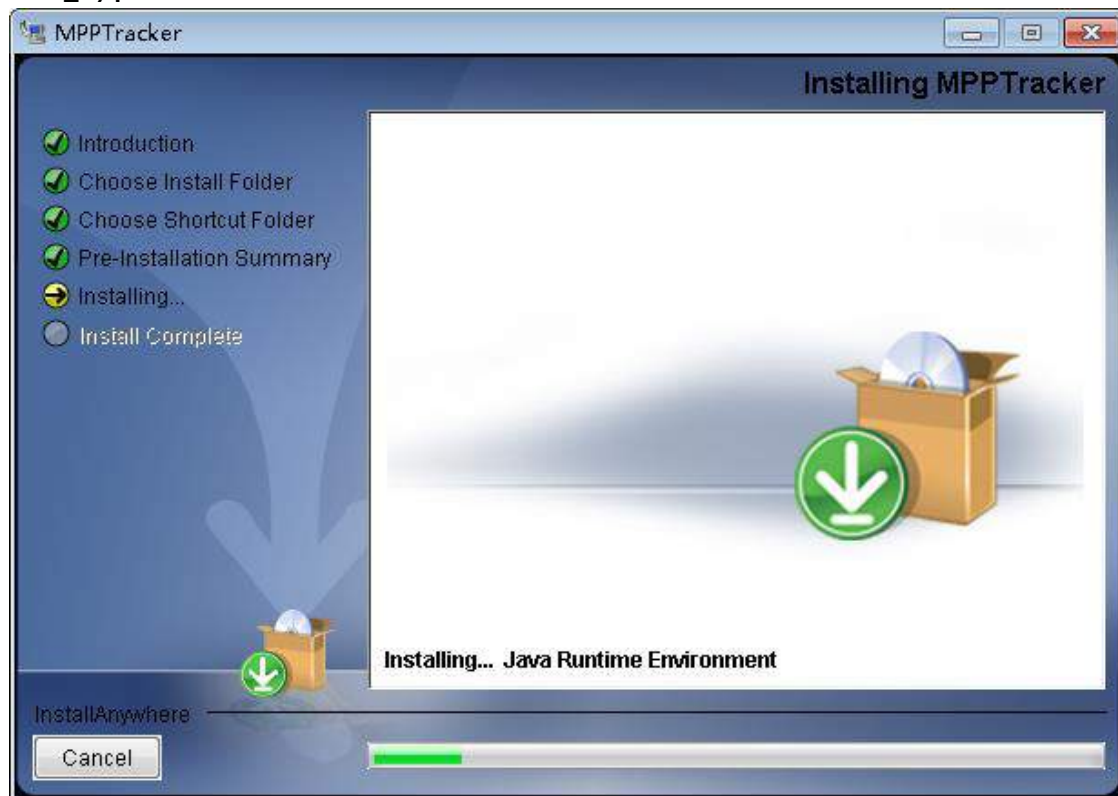 MPPTracker
Installing MPPTracker
Introduction
Choose Install Folder
Choose Shortcut Folder
Pre-Installation Summary
Installing...
Install Complete
Installing... Java Runtime Environment
InstallAnywhere
Cancel